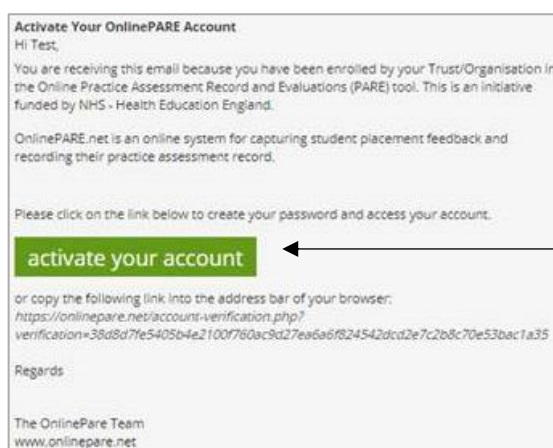 Activate Your OnlinePARE Account
Hi Test,
You are receiving this email because you have been enrolled by your Trust/Organisation in
the Online Practice Assessment Record and Evaluations (PARE) tool. This is an initiative
funded by NHS - Health Education England.
OnlinePARE.net is an online system for capturing student placement feedback and
recording their practice assessment record.
Please click on the link below to create your password and access your account.
activate your account
or copy the following link into the address bar of your browser:
https://onlinepare.net/account-verification.php?
verification=38d8d7fe5405b4e2100f760ac9d27ea6a6f824542dcd2e7c2b8c70e53bac1a35
Regards
The OnlinePare Team
www.onlinepare.net